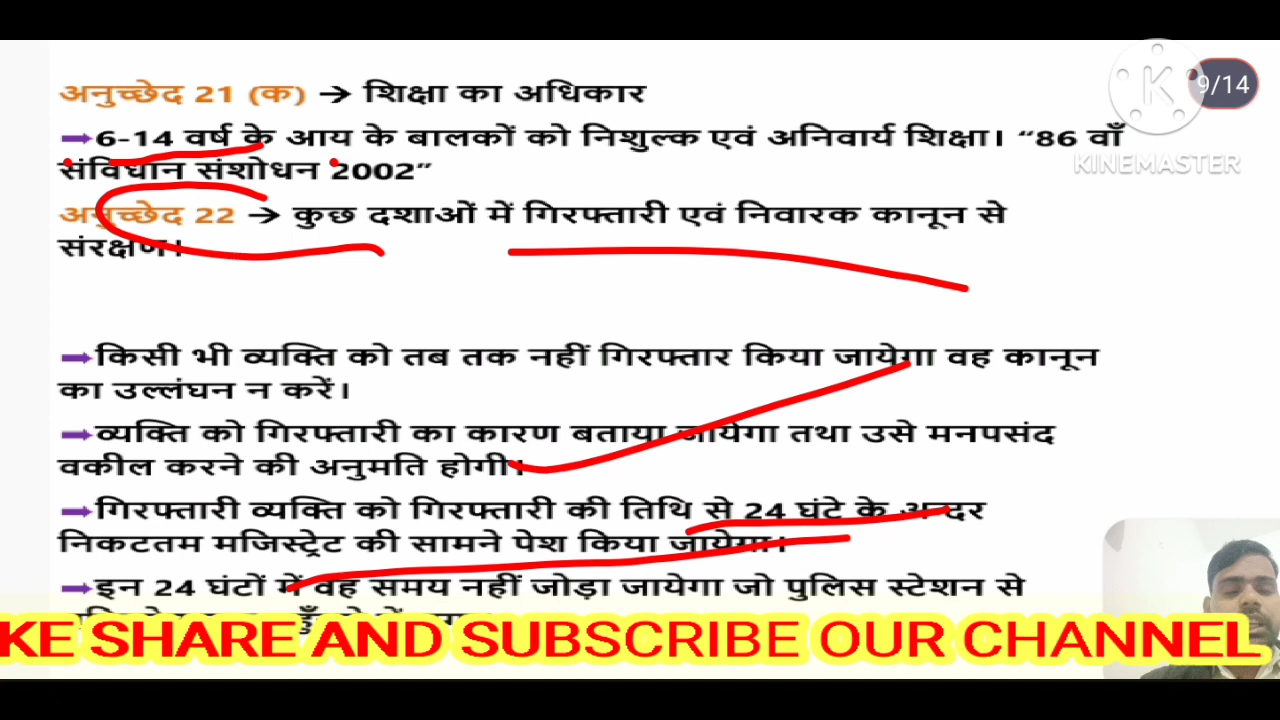 9/14
KINEMASTER
अनुच्छेद 21 (क) → शिक्षा का अधिकार
➡6-14 वर्ष के आय के बालकों को निशुल्क एवं अनिवार्य शिक्षा। “86 वाँ
संविधान संशोधन 2002”
अनुच्छेद 22 → कुछ दशाओं में गिरफ्तारी एवं निवारक कानून से
संरक्षण।
➡किसी भी व्यक्ति को तब तक नहीं गिरफ्तार किया जायेगा वह कानून
का उल्लंघन न करें।
➡व्यक्ति को गिरफ्तारी का कारण बताया जायेगा तथा उसे मनपसंद
वकील करने की अनुमति होगी।
➡गिरफ्तारी व्यक्ति को गिरफ्तारी की तिथि से 24 घंटे के अन्दर
निकटतम मजिस्ट्रेट की सामने पेश किया जायेगा।
➡इन 24 घंटों में वह समय नहीं जोड़ा जायेगा जो पुलिस स्टेशन से
KE SHARE AND SUBSCRIBE OUR CHANNEL